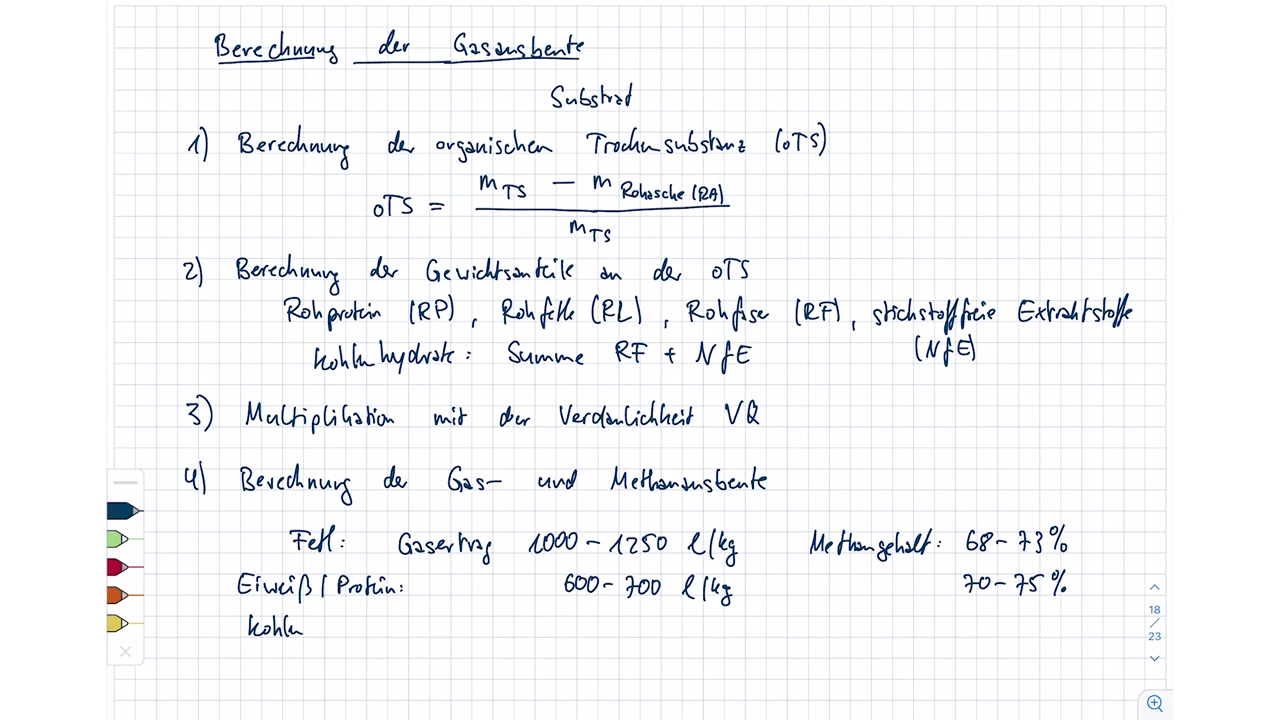 Berechnung der Gasausbeute
Substrat
1) Berechnung der organischen Trockensubstanz (oTS)
oTS = (m_TS − m_Rohasche (RA)) / m_TS
2) Berechnung der Gewichtsanteile an der oTS
Rohprotein (RP), Rohfette (RL), Rohfaser (RF), stickstofffreie Extraktstoffe
Kohlenhydrate: Summe RF + NfE (NfE)
3) Multiplikation mit der Verdaulichkeit VQ
4) Berechnung der Gas- und Methanausbeute
Fett: Gasertrag 1000 – 1250 l/kg Methangehalt: 68 – 73 %
Eiweiß / Protein: 600 – 700 l/kg 70 – 75 %
Kohlen
18
/
23